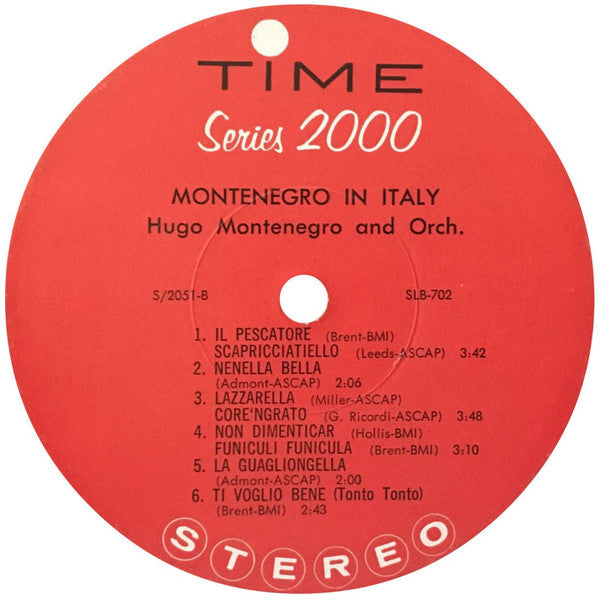 TiME
Series 2000
MONTENEGRO IN ITALY
Hugo Montenegro and Orch.
S/2051-B SLB-702
1. IL PESCATORE (Brent-BMI)
SCAPRICCIATIELLO (Leeds-ASCAP) 3:42
2. NENELLA BELLA
(Admont-ASCAP) 2:06
3. LAZZARELLA (Miller-ASCAP)
CORE'NGRATO (G. Ricordi-ASCAP) 3:48
4. NON DIMENTICAR (Hollis-BMI)
FUNICULI FUNICULA (Brent-BMI) 3:10
5. LA GUAGLIONGELLA
(Admont-ASCAP) 2:00
6. TI VOGLIO BENE (Tonto Tonto)
(Brent-BMI) 2:43
STEREO